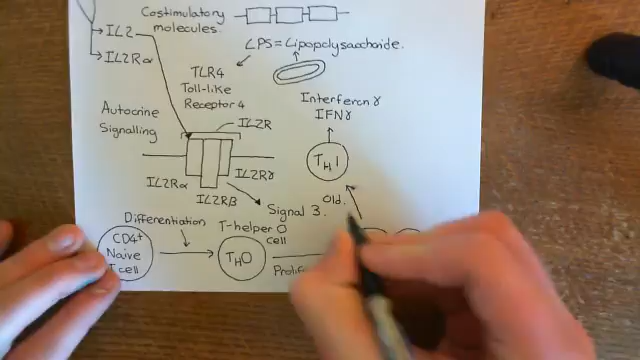 Costimulatory
molecules.
IL2
IL2Rα
LPS = Lipopolysaccharide.
TLR4
Toll-like
Receptor 4
Autocrine
Signalling
IL2R
IL2Rα
IL2Rβ
IL2Rγ
Signal 3.
Interferon γ
IFNγ
TH1
Old.
Differentiation
T-helper 0
cell
CD4+
Naive
T cell
TH0